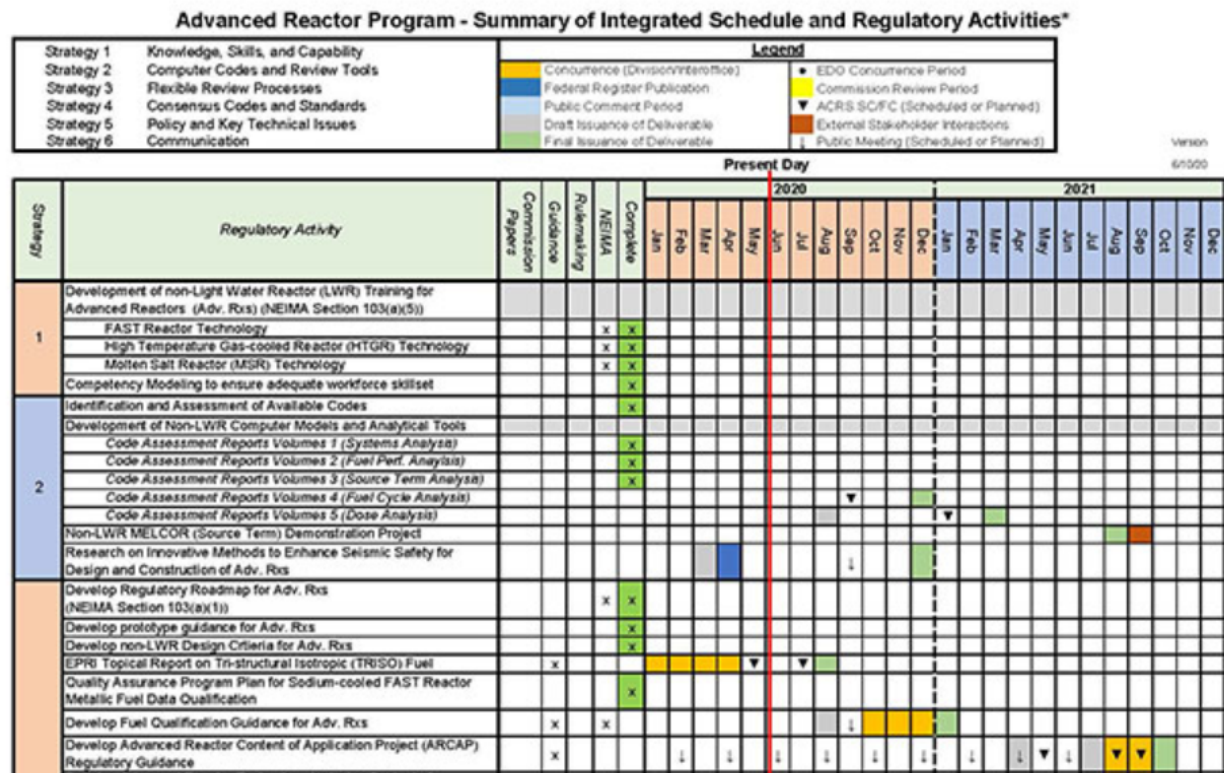 Advanced Reactor Program - Summary of Integrated Schedule and Regulatory Activities*
Strategy 1 Knowledge, Skills, and Capability
Strategy 2 Computer Codes and Review Tools
Strategy 3 Flexible Review Processes
Strategy 4 Consensus Codes and Standards
Strategy 5 Policy and Key Technical Issues
Strategy 6 Communication
Legend
Concurrence (Division/Interoffice) • EDO Concurrence Period
Federal Register Publication Commission Review Period
Public Comment Period ▼ ACRS SC/FC (Scheduled or Planned)
Draft Issuance of Deliverable External Stakeholder Interactions
Final Issuance of Deliverable ↓ Public Meeting (Scheduled or Planned)
Version
6/10/20
Present Day
Strategy Regulatory Activity Commission Papers Guidance Rulemaking NEIMA Complete 2020 2021
Jan Feb Mar Apr May Jun Jul Aug Sep Oct Nov Dec Jan Feb Mar Apr May Jun Jul Aug Sep Oct Nov Dec
1
Development of non-Light Water Reactor (LWR) Training for
Advanced Reactors (Adv. Rxs) (NEIMA Section 103(a)(5))
FAST Reactor Technology x x
High Temperature Gas-cooled Reactor (HTGR) Technology x x
Molten Salt Reactor (MSR) Technology x x
Competency Modeling to ensure adequate workforce skillset x
2
Identification and Assessment of Available Codes x
Development of Non-LWR Computer Models and Analytical Tools
Code Assessment Reports Volumes 1 (Systems Analysis) x
Code Assessment Reports Volumes 2 (Fuel Perf. Anaylsis) x
Code Assessment Reports Volumes 3 (Source Term Analysis) x
Code Assessment Reports Volumes 4 (Fuel Cycle Analysis) ▼
Code Assessment Reports Volumes 5 (Dose Analysis) ▼
Non-LWR MELCOR (Source Term) Demonstration Project
Research on Innovative Methods to Enhance Seismic Safety for
Design and Construction of Adv. Rxs ↓
Develop Regulatory Roadmap for Adv. Rxs
(NEIMA Section 103(a)(1)) x x
Develop prototype guidance for Adv. Rxs x
Develop non-LWR Design Crtieria for Adv. Rxs x
EPRI Topical Report on Tri-structural Isotropic (TRISO) Fuel x ▼ ▼
Quality Assurance Program Plan for Sodium-cooled FAST Reactor
Metallic Fuel Data Qualification x
Develop Fuel Qualification Guidance for Adv. Rxs x x ↓
Develop Advanced Reactor Content of Application Project (ARCAP)
Regulatory Guidance x ↓ ↓ ↓ ↓ ↓ ↓ ↓ ↓ ▼ ↓ ▼ ▼